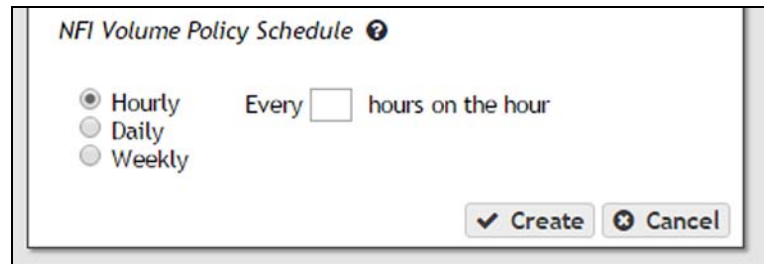 NFI Volume Policy Schedule ?
Hourly Every hours on the hour
Daily
Weekly
Create Cancel